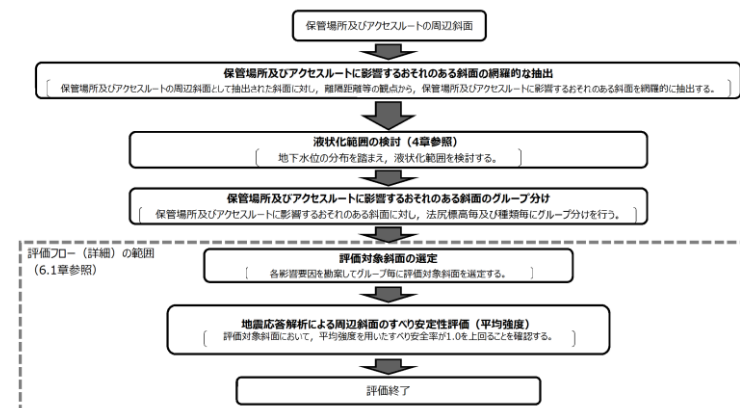 保管場所及びアクセスルートの周辺斜面
保管場所及びアクセスルートに影響するおそれのある斜面の網羅的な抽出
保管場所及びアクセスルートの周辺斜面として抽出された斜面に対し，離隔距離等の観点から，保管場所及びアクセスルートに影響するおそれのある斜面を網羅的に抽出する。
液状化範囲の検討（4章参照）
地下水位の分布を踏まえ，液状化範囲を検討する。
保管場所及びアクセスルートに影響するおそれのある斜面のグループ分け
保管場所及びアクセスルートに影響するおそれのある斜面に対し，法尻標高毎及び種類毎にグループ分けを行う。
評価フロー（詳細）の範囲
（6.1章参照）
評価対象斜面の選定
各影響要因を勘案してグループ毎に評価対象斜面を選定する。
地震応答解析による周辺斜面のすべり安定性評価（平均強度）
評価対象斜面において，平均強度を用いたすべり安全率が1.0を上回ることを確認する。
評価終了